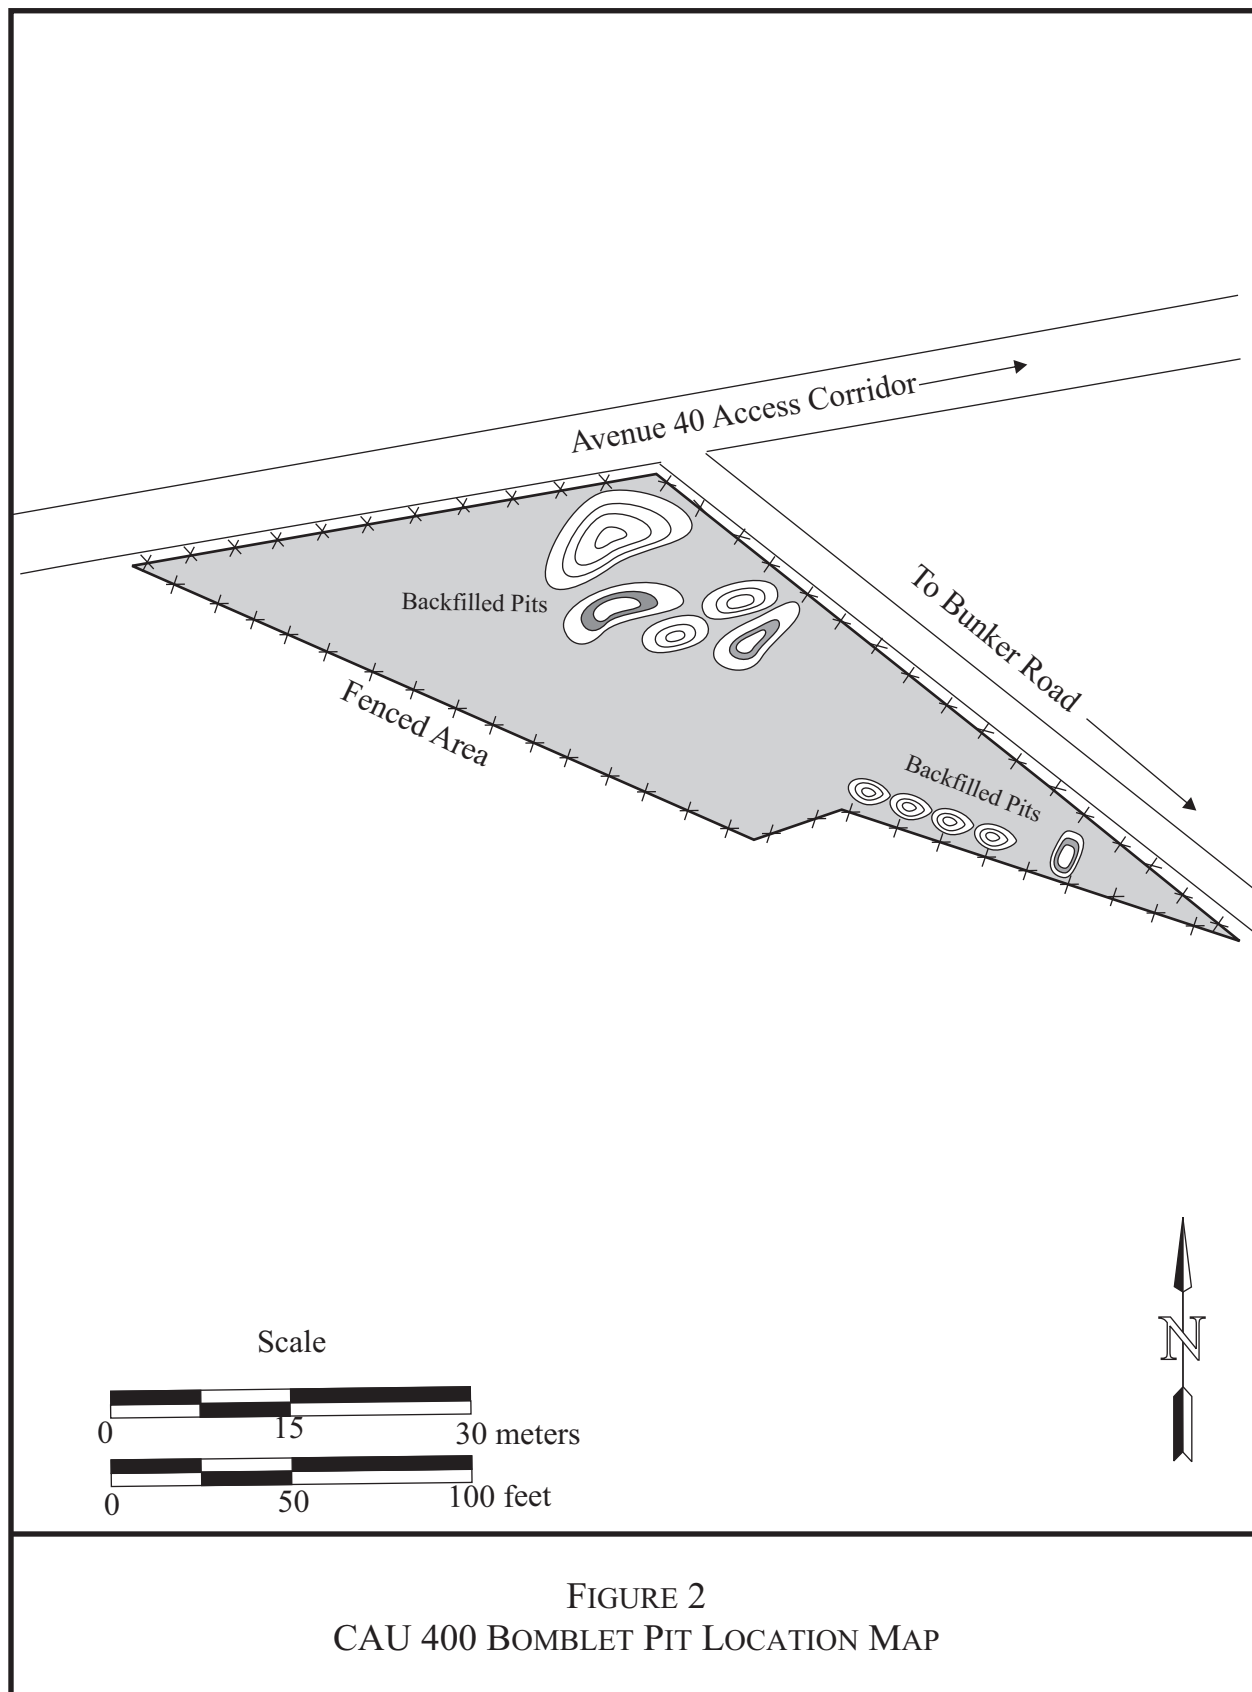 Avenue 40 Access Corridor
To Bunker Road
Backfilled Pits
Fenced Area
Backfilled Pits
N
Scale
0 15 30 meters
0 50 100 feet
FIGURE 2
CAU 400 BOMBLET PIT LOCATION MAP